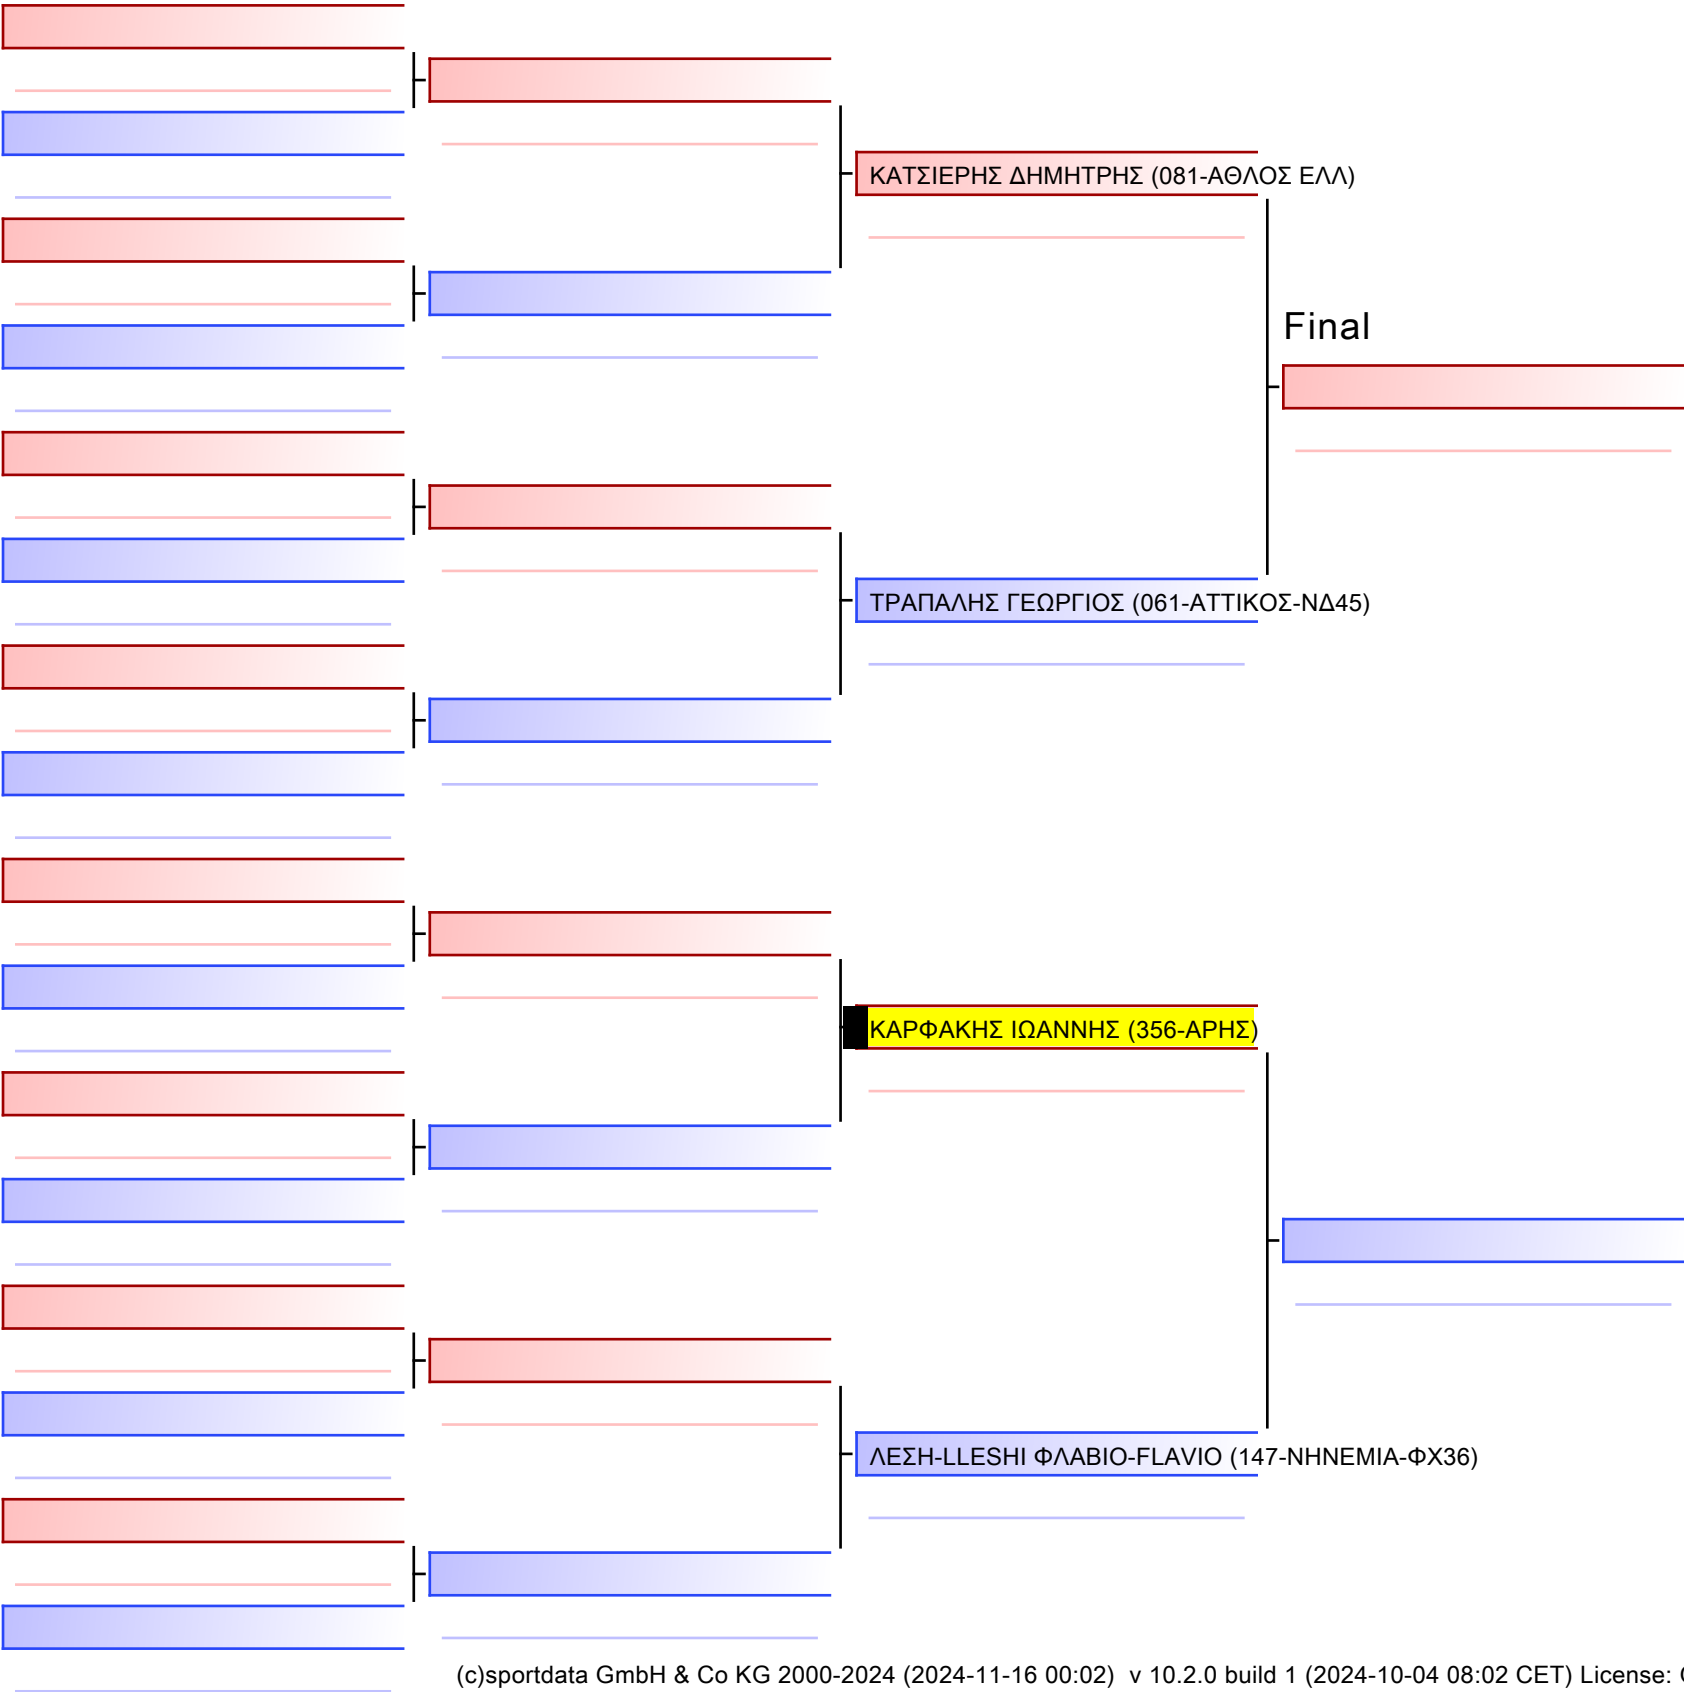 ΚΑΤΣΙΕΡΗΣ ΔΗΜΗΤΡΗΣ (081-ΑΘΛΟΣ ΕΛΛ)
Final
ΤΡΑΠΑΛΗΣ ΓΕΩΡΓΙΟΣ (061-ΑΤΤΙΚΟΣ-ΝΔ45)
ΚΑΡΦΑΚΗΣ ΙΩΑΝΝΗΣ (356-ΑΡΗΣ)
ΛΕΣΗ-LLESHI ΦΛΑΒΙΟ-FLAVIO (147-ΝΗΝΕΜΙΑ-ΦΧ36)
(c)sportdata GmbH & Co KG 2000-2024 (2024-11-16 00:02) v 10.2.0 build 1 (2024-10-04 08:02 CET) License: